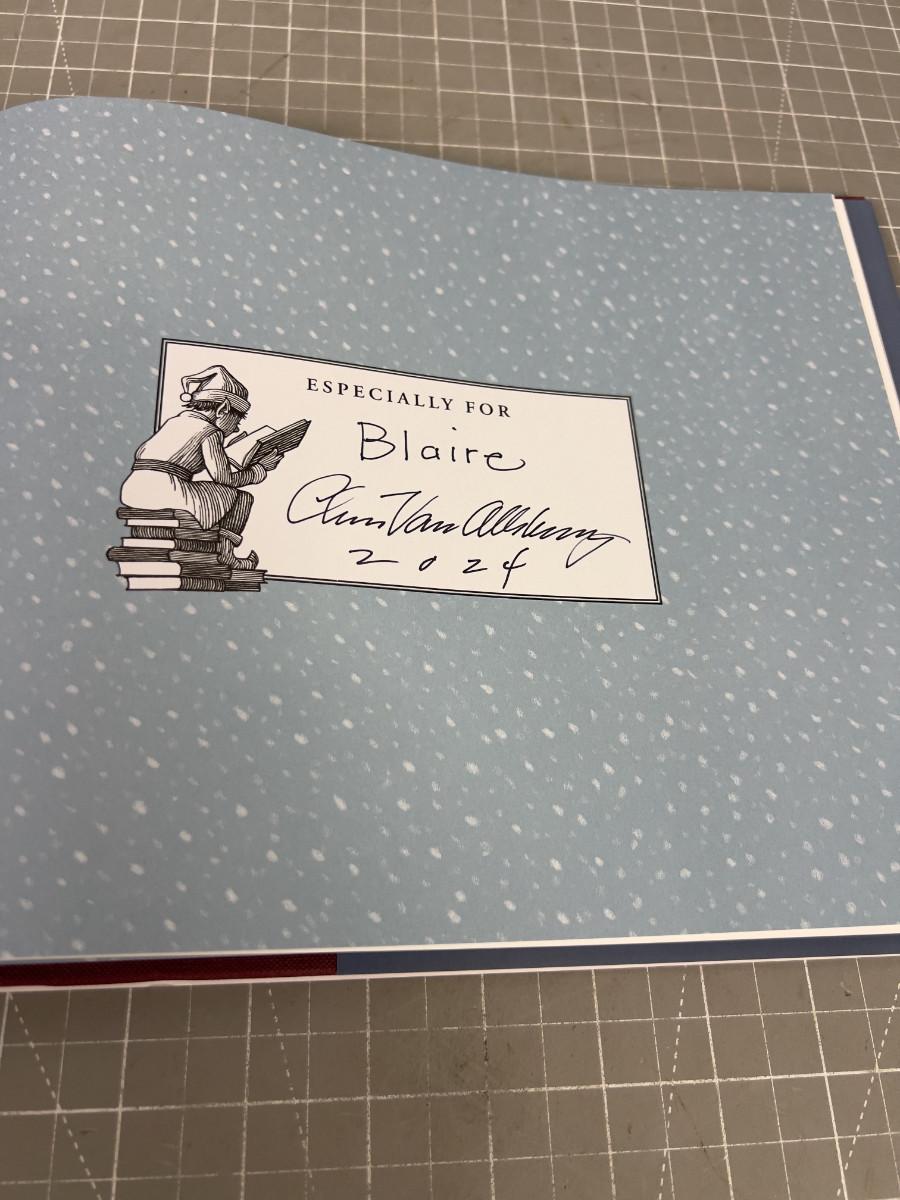 ESPECIALLY FOR
Blaire
Chris Van Allsburg
2024